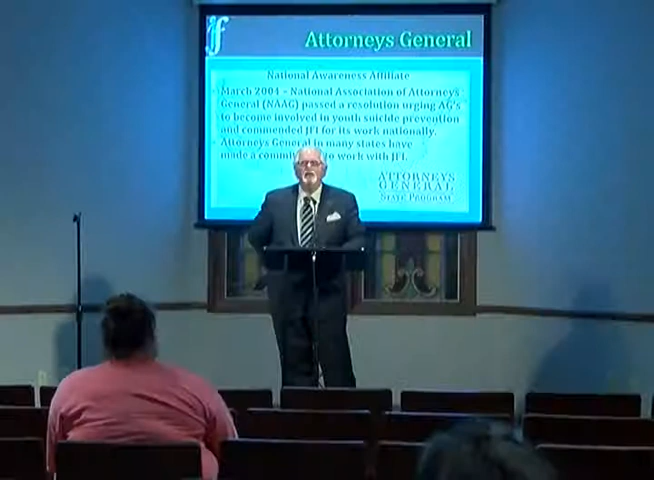 jf
Attorneys General
National Awareness Affiliate
March 2004 – National Association of Attorneys
General (NAAG) passed a resolution urging AG's
to become involved in youth suicide prevention
and commended JFI for its work nationally.
Attorneys General in many states have
made a to work with JFI.
ATTORNEYS
GENERAL
STATE PROGRAM